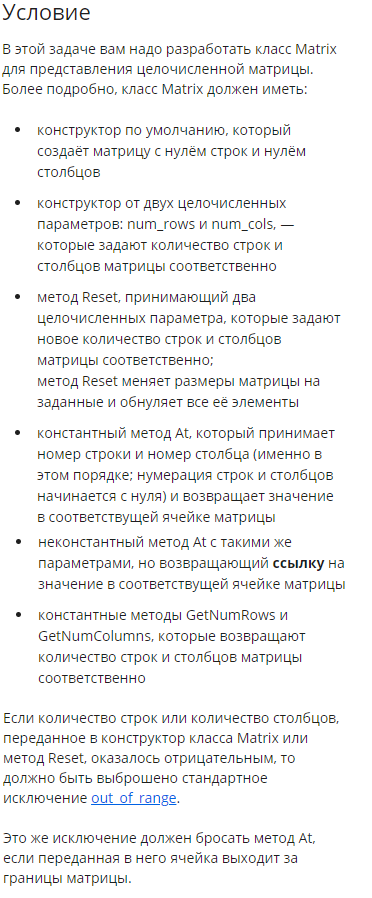 Условие
В этой задаче вам надо разработать класс Matrix
для представления целочисленной матрицы.
Более подробно, класс Matrix должен иметь:
• конструктор по умолчанию, который
создаёт матрицу с нулём строк и нулём
столбцов
• конструктор от двух целочисленных
параметров: num_rows и num_cols, —
которые задают количество строк и
столбцов матрицы соответственно
• метод Reset, принимающий два
целочисленных параметра, которые задают
новое количество строк и столбцов
матрицы соответственно;
метод Reset меняет размеры матрицы на
заданные и обнуляет все её элементы
• константный метод At, который принимает
номер строки и номер столбца (именно в
этом порядке; нумерация строк и столбцов
начинается с нуля) и возвращает значение
в соответствущей ячейке матрицы
• неконстантный метод At с такими же
параметрами, но возвращающий ссылку на
значение в соответствущей ячейке матрицы
• константные методы GetNumRows и
GetNumColumns, которые возвращают
количество строк и столбцов матрицы
соответственно
Если количество строк или количество столбцов,
переданное в конструктор класса Matrix или
метод Reset, оказалось отрицательным, то
должно быть выброшено стандартное
исключение out_of_range.
Это же исключение должен бросать метод At,
если переданная в него ячейка выходит за
границы матрицы.